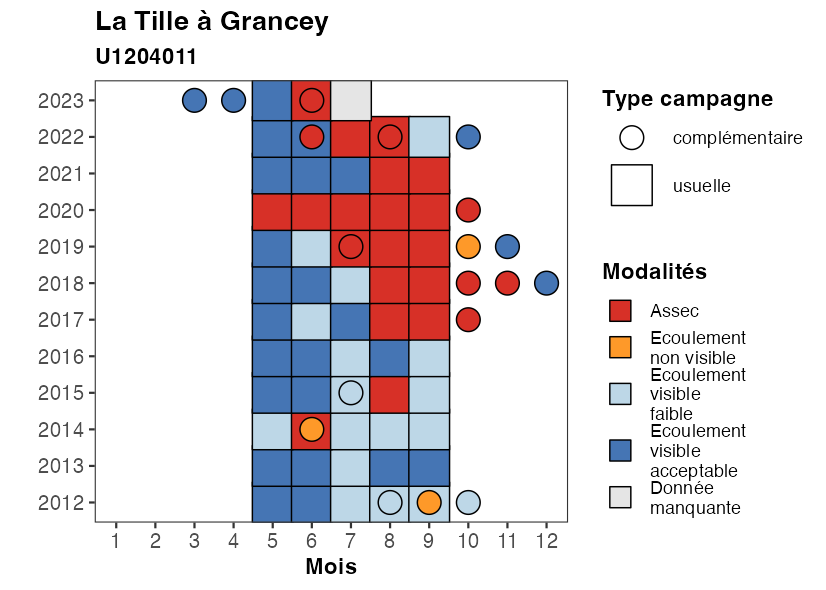 La Tille à Grancey
U1204011
2023
2022
2021
2020
2019
2018
2017
2016
2015
2014
2013
2012
1 2 3 4 5 6 7 8 9 10 11 12
Mois
Type campagne
complémentaire
usuelle
Modalités
Assec
Ecoulement
non visible
Ecoulement
visible
faible
Ecoulement
visible
acceptable
Donnée
manquante